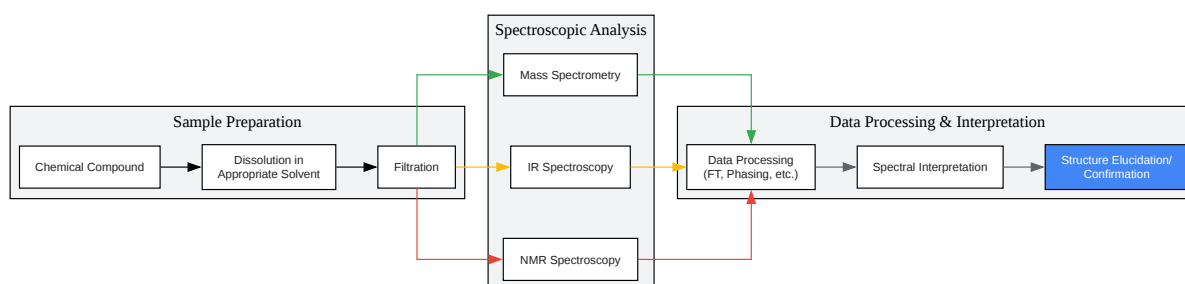 Spectroscopic Analysis
Mass Spectrometry
Sample Preparation
Data Processing & Interpretation
Chemical Compound
Dissolution in
Appropriate Solvent
Filtration
IR Spectroscopy
Data Processing
(FT, Phasing, etc.)
Spectral Interpretation
Structure Elucidation/
Confirmation
NMR Spectroscopy